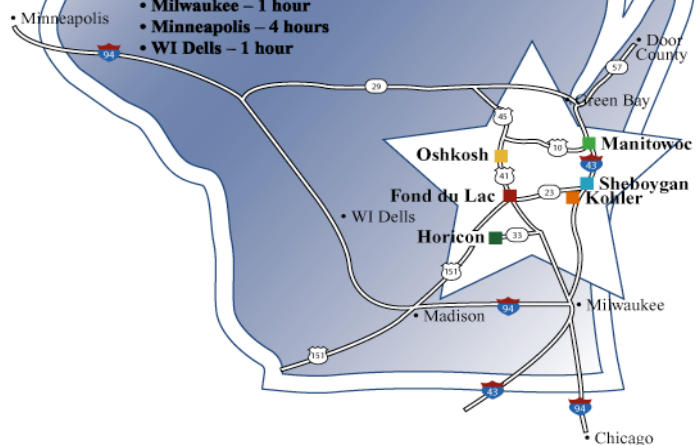 • Milwaukee – 1 hour
• Minneapolis – 4 hours
• WI Dells – 1 hour
• Minneapolis
94
• Door
County
57
29
• Green Bay
45
10
Manitowoc
Oshkosh
43
41
Sheboygan
Fond du Lac
23
Kohler
• WI Dells
Horicon
33
151
94
• Milwaukee
• Madison
151
43
94
• Chicago